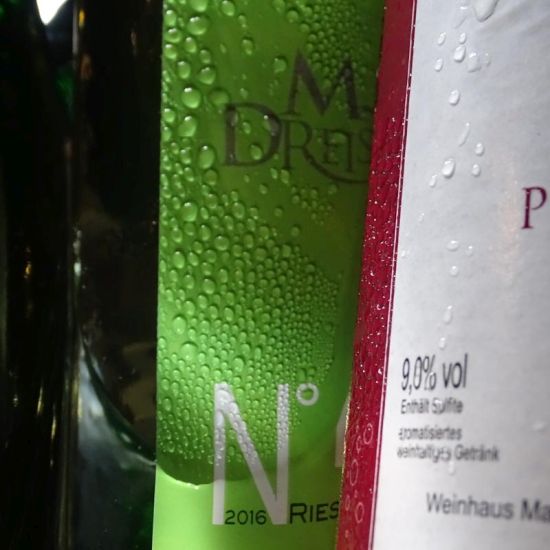 M
DREIS
N°
2016 RIES
P
9,0% vol
Enthält Sulfite
aromatisiertes
weinhaltiges Getränk
Weinhaus Ma